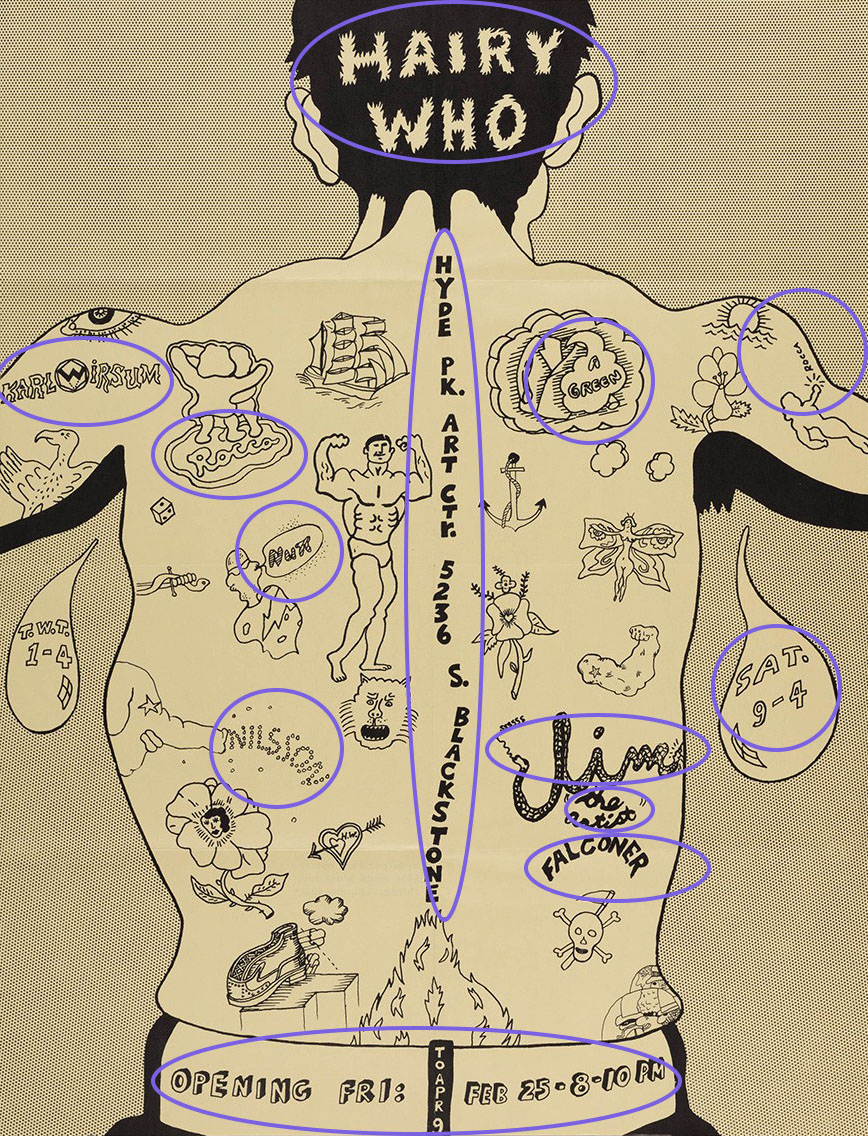 HAIRY
WHO
HYDE PK. ART CTR. 5236 S. BLACKSTONE
KARL WIRSUM
Rocca
A
GREEN
ROCCA
NUTT
T.W.T.
1-4
SAT.
9-4
NILSSON
sssss
Jim
the
artist
FALCONER
H.W.
OPENING FRI: FEB 25-8-10 PM
TO APR 9